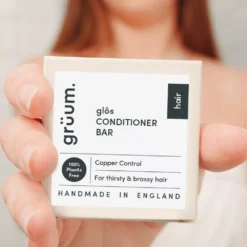 grüum.
hair
glōs
CONDITIONER
BAR
100%
Plastic
Free
Copper Control
For thirsty & brassy hair
HANDMADE IN ENGLAND